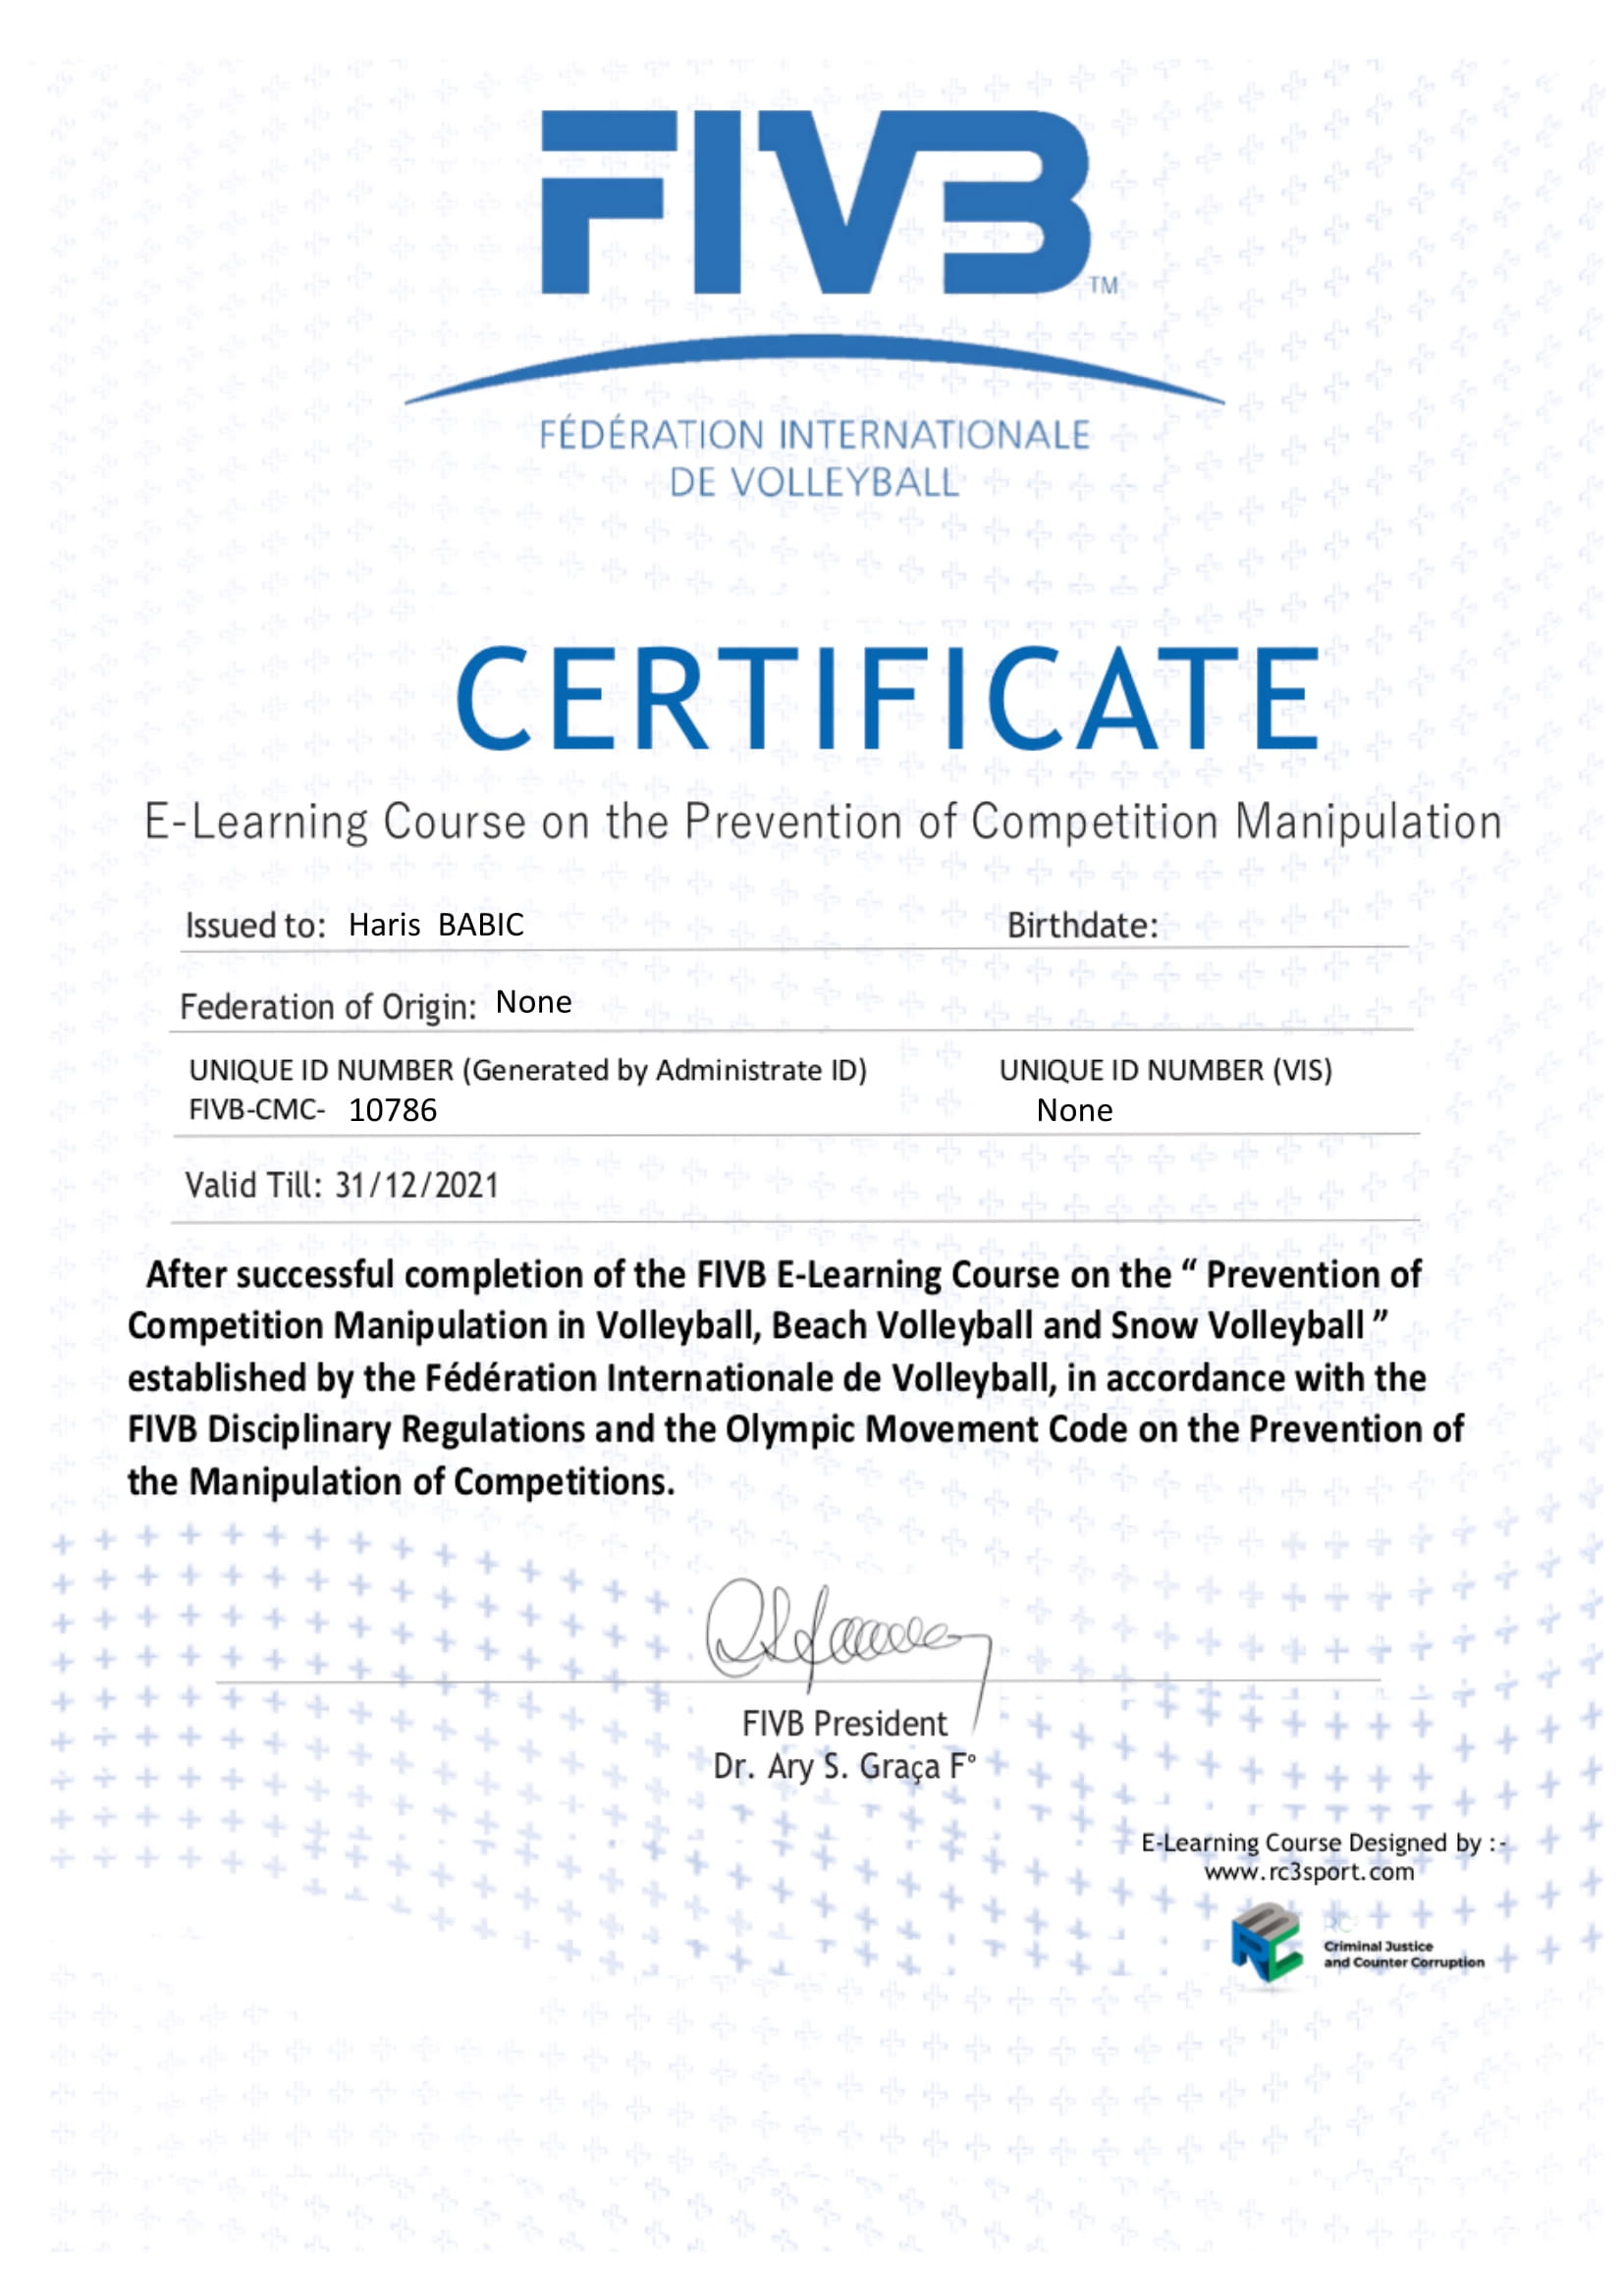 FIVB
TM
FÉDÉRATION INTERNATIONALE
DE VOLLEYBALL
CERTIFICATE
E-Learning Course on the Prevention of Competition Manipulation
Issued to: Haris BABIC Birthdate:
Federation of Origin: None
UNIQUE ID NUMBER (Generated by Administrate ID) UNIQUE ID NUMBER (VIS)
FIVB-CMC- 10786 None
Valid Till: 31/12/2021
After successful completion of the FIVB E-Learning Course on the “ Prevention of
Competition Manipulation in Volleyball, Beach Volleyball and Snow Volleyball ”
established by the Fédération Internationale de Volleyball, in accordance with the
FIVB Disciplinary Regulations and the Olympic Movement Code on the Prevention of
the Manipulation of Competitions.
FIVB President
Dr. Ary S. Graça Fº
E-Learning Course Designed by :-
www.rc3sport.com
RC
Criminal Justice
and Counter Corruption